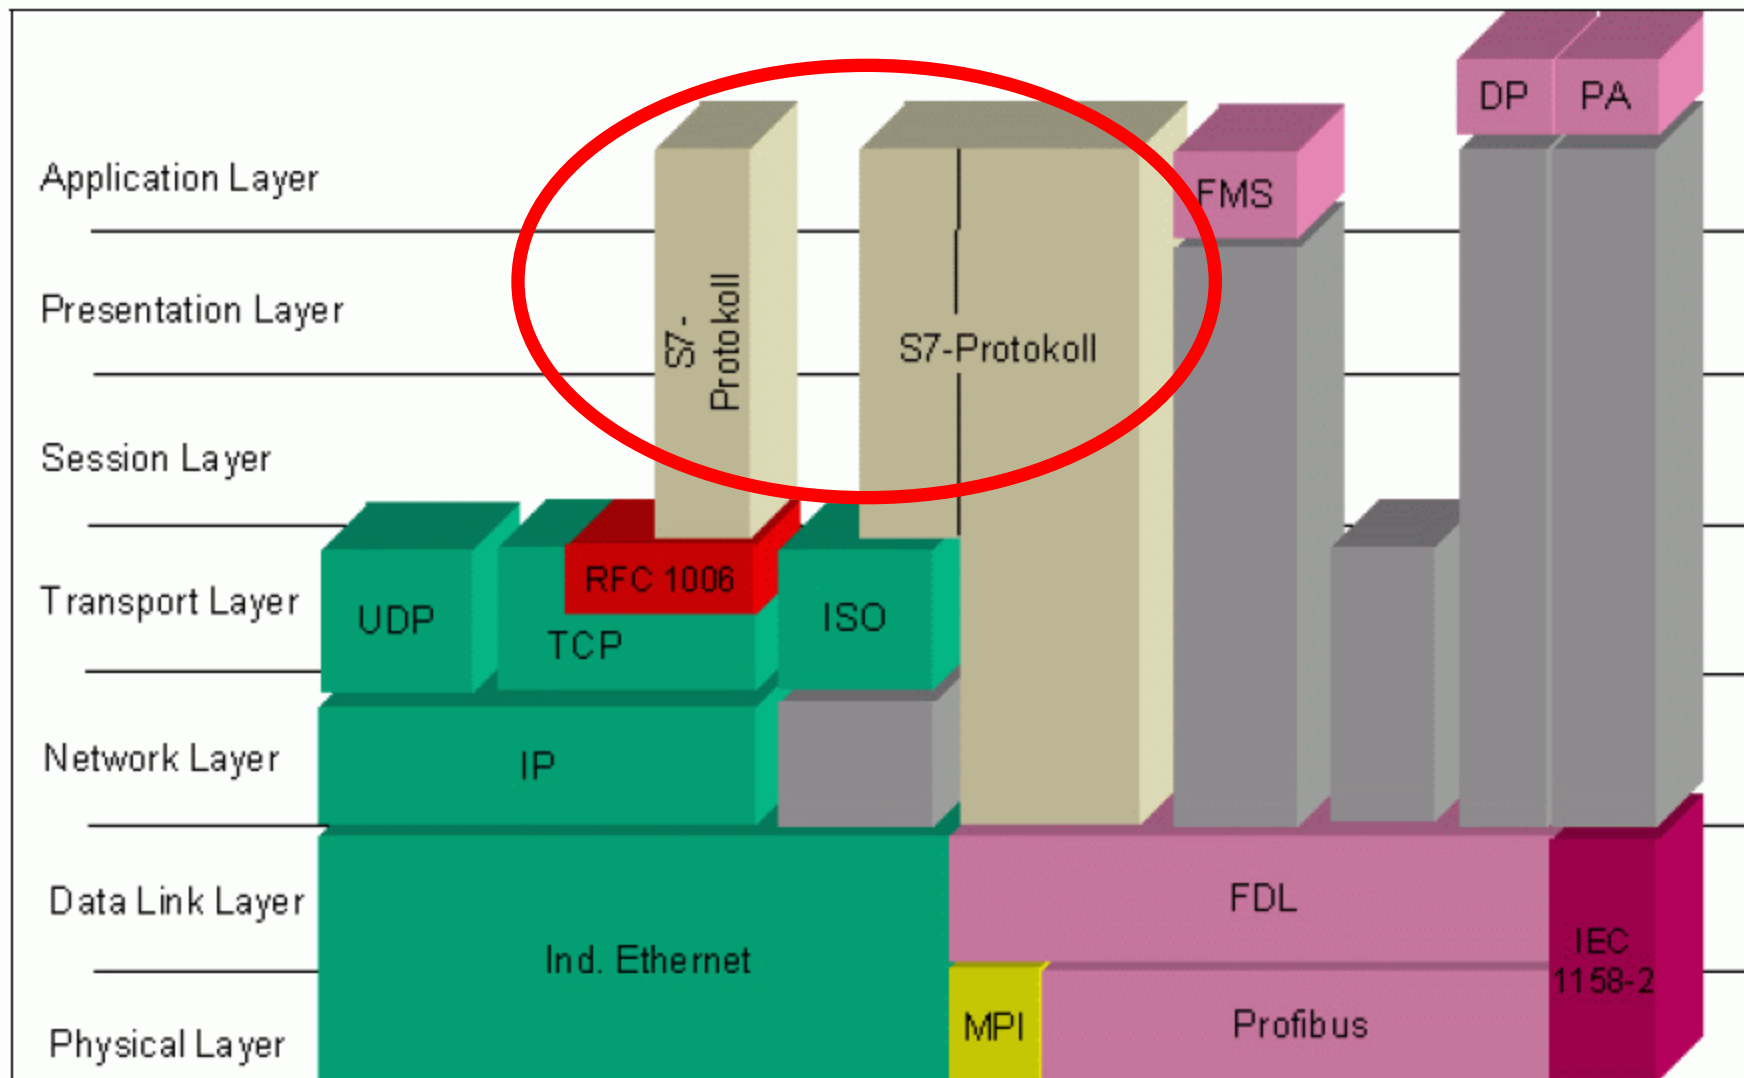 DP
PA
Application Layer
FMS
Presentation Layer
S7-
Protokoll
S7-Protokoll
Session Layer
Transport Layer
UDP
TCP
RFC 1006
ISO
Network Layer
IP
Data Link Layer
FDL
Ind. Ethernet
IEC
1158-2
Physical Layer
MPI
Profibus